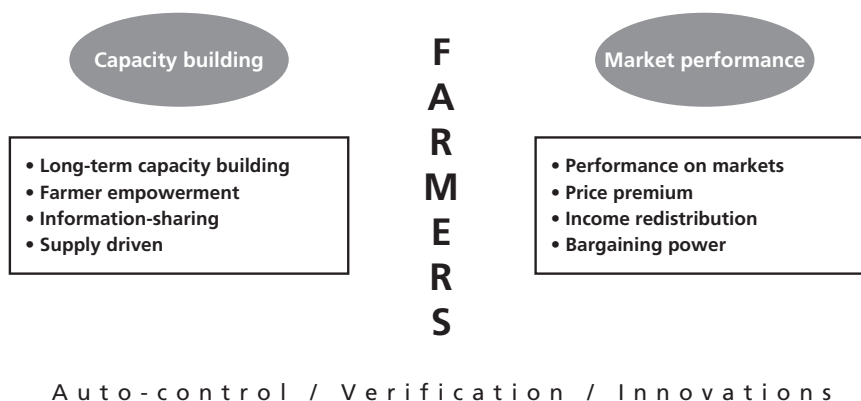 Capacity building
• Long-term capacity building
• Farmer empowerment
• Information-sharing
• Supply driven
F
A
R
M
E
R
S
Market performance
• Performance on markets
• Price premium
• Income redistribution
• Bargaining power
Auto-control / Verification / Innovations